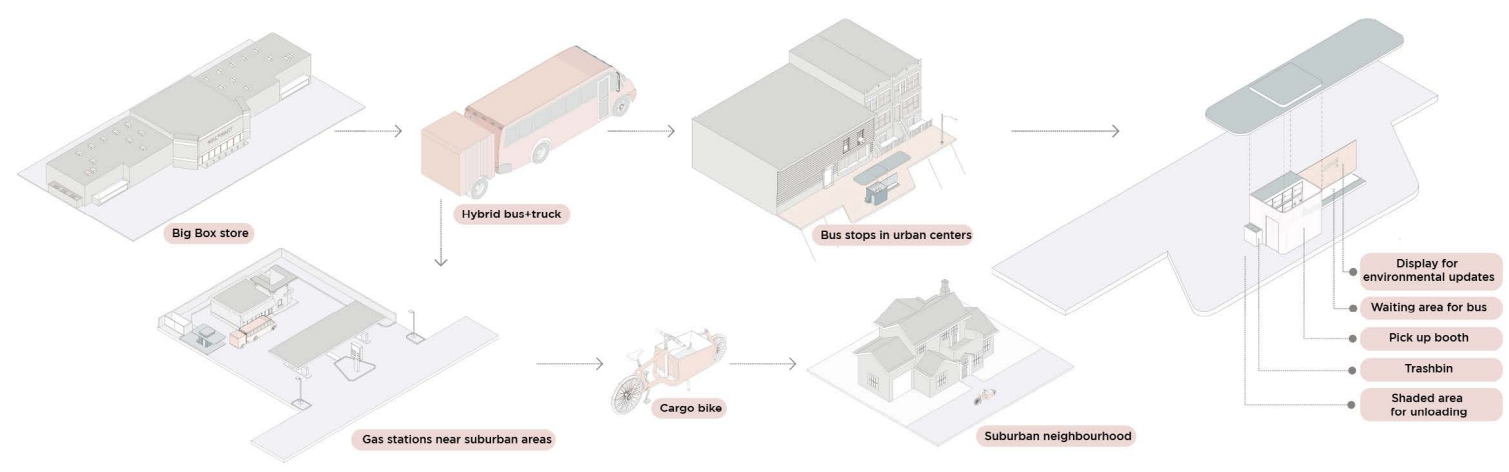 Big Box store
Hybrid bus+truck
Bus stops in urban centers
Display for
environmental updates
Waiting area for bus
Pick up booth
Trashbin
Shaded area
for unloading
Gas stations near suburban areas
Cargo bike
Suburban neighbourhood